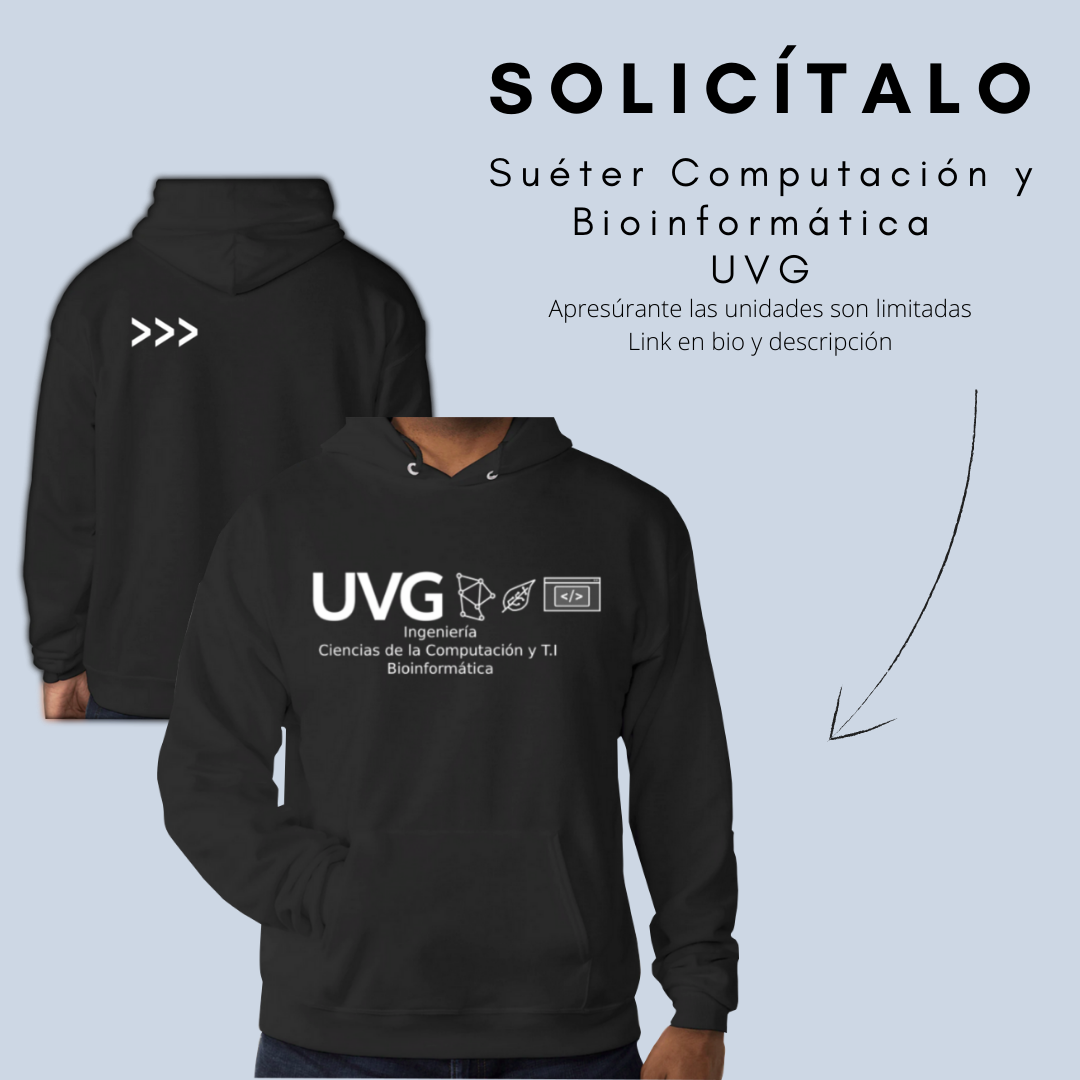 SOLICÍTALO
Suéter Computación y
Bioinformática
UVG
Apresúrante las unidades son limitadas
Link en bio y descripción
>>>
UVG </>
Ingeniería
Ciencias de la Computación y T.I
Bioinformática